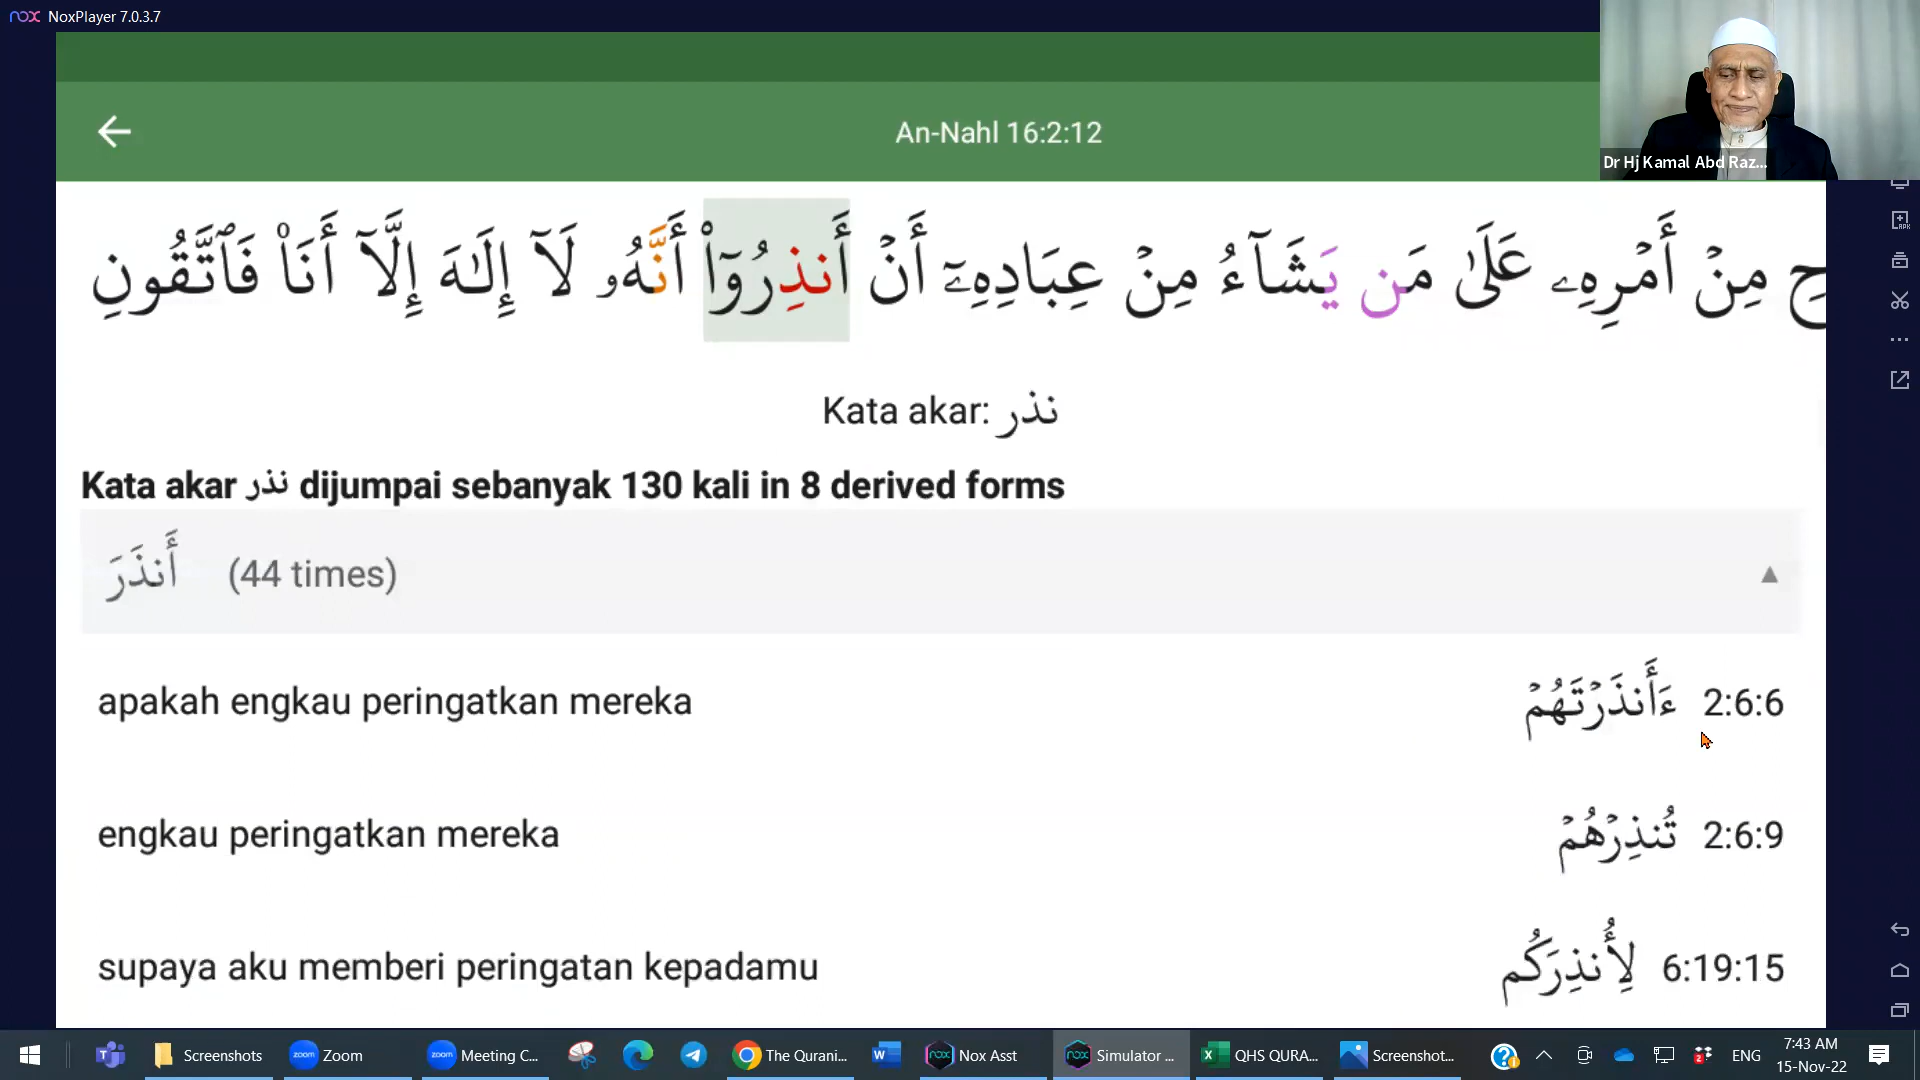 nox NoxPlayer 7.0.3.7
Dr Hj Kamal Abd Raz...
An-Nahl 16:2:12
حِ مِنْ أَمْرِهِۦ عَلَىٰ مَن يَشَآءُ مِنْ عِبَادِهِۦٓ أَنْ أَنذِرُوٓا۟ أَنَّهُۥ لَآ إِلَـٰهَ إِلَّآ أَنَا۠ فَٱتَّقُونِ
Kata akar: نذر
Kata akar نذر dijumpai sebanyak 130 kali in 8 derived forms
أَنذَرَ (44 times)
apakah engkau peringatkan mereka ءَأَنذَرْتَهُمْ 2:6:6
engkau peringatkan mereka تُنذِرْهُمْ 2:6:9
supaya aku memberi peringatan kepadamu لِأُنذِرَكُم 6:19:15
Screenshots zoom Zoom zoom Meeting C... The Qurani... Nox Asst Simulator ... QHS QURA... Screenshot... 2 ENG 7:43 AM
15-Nov-22